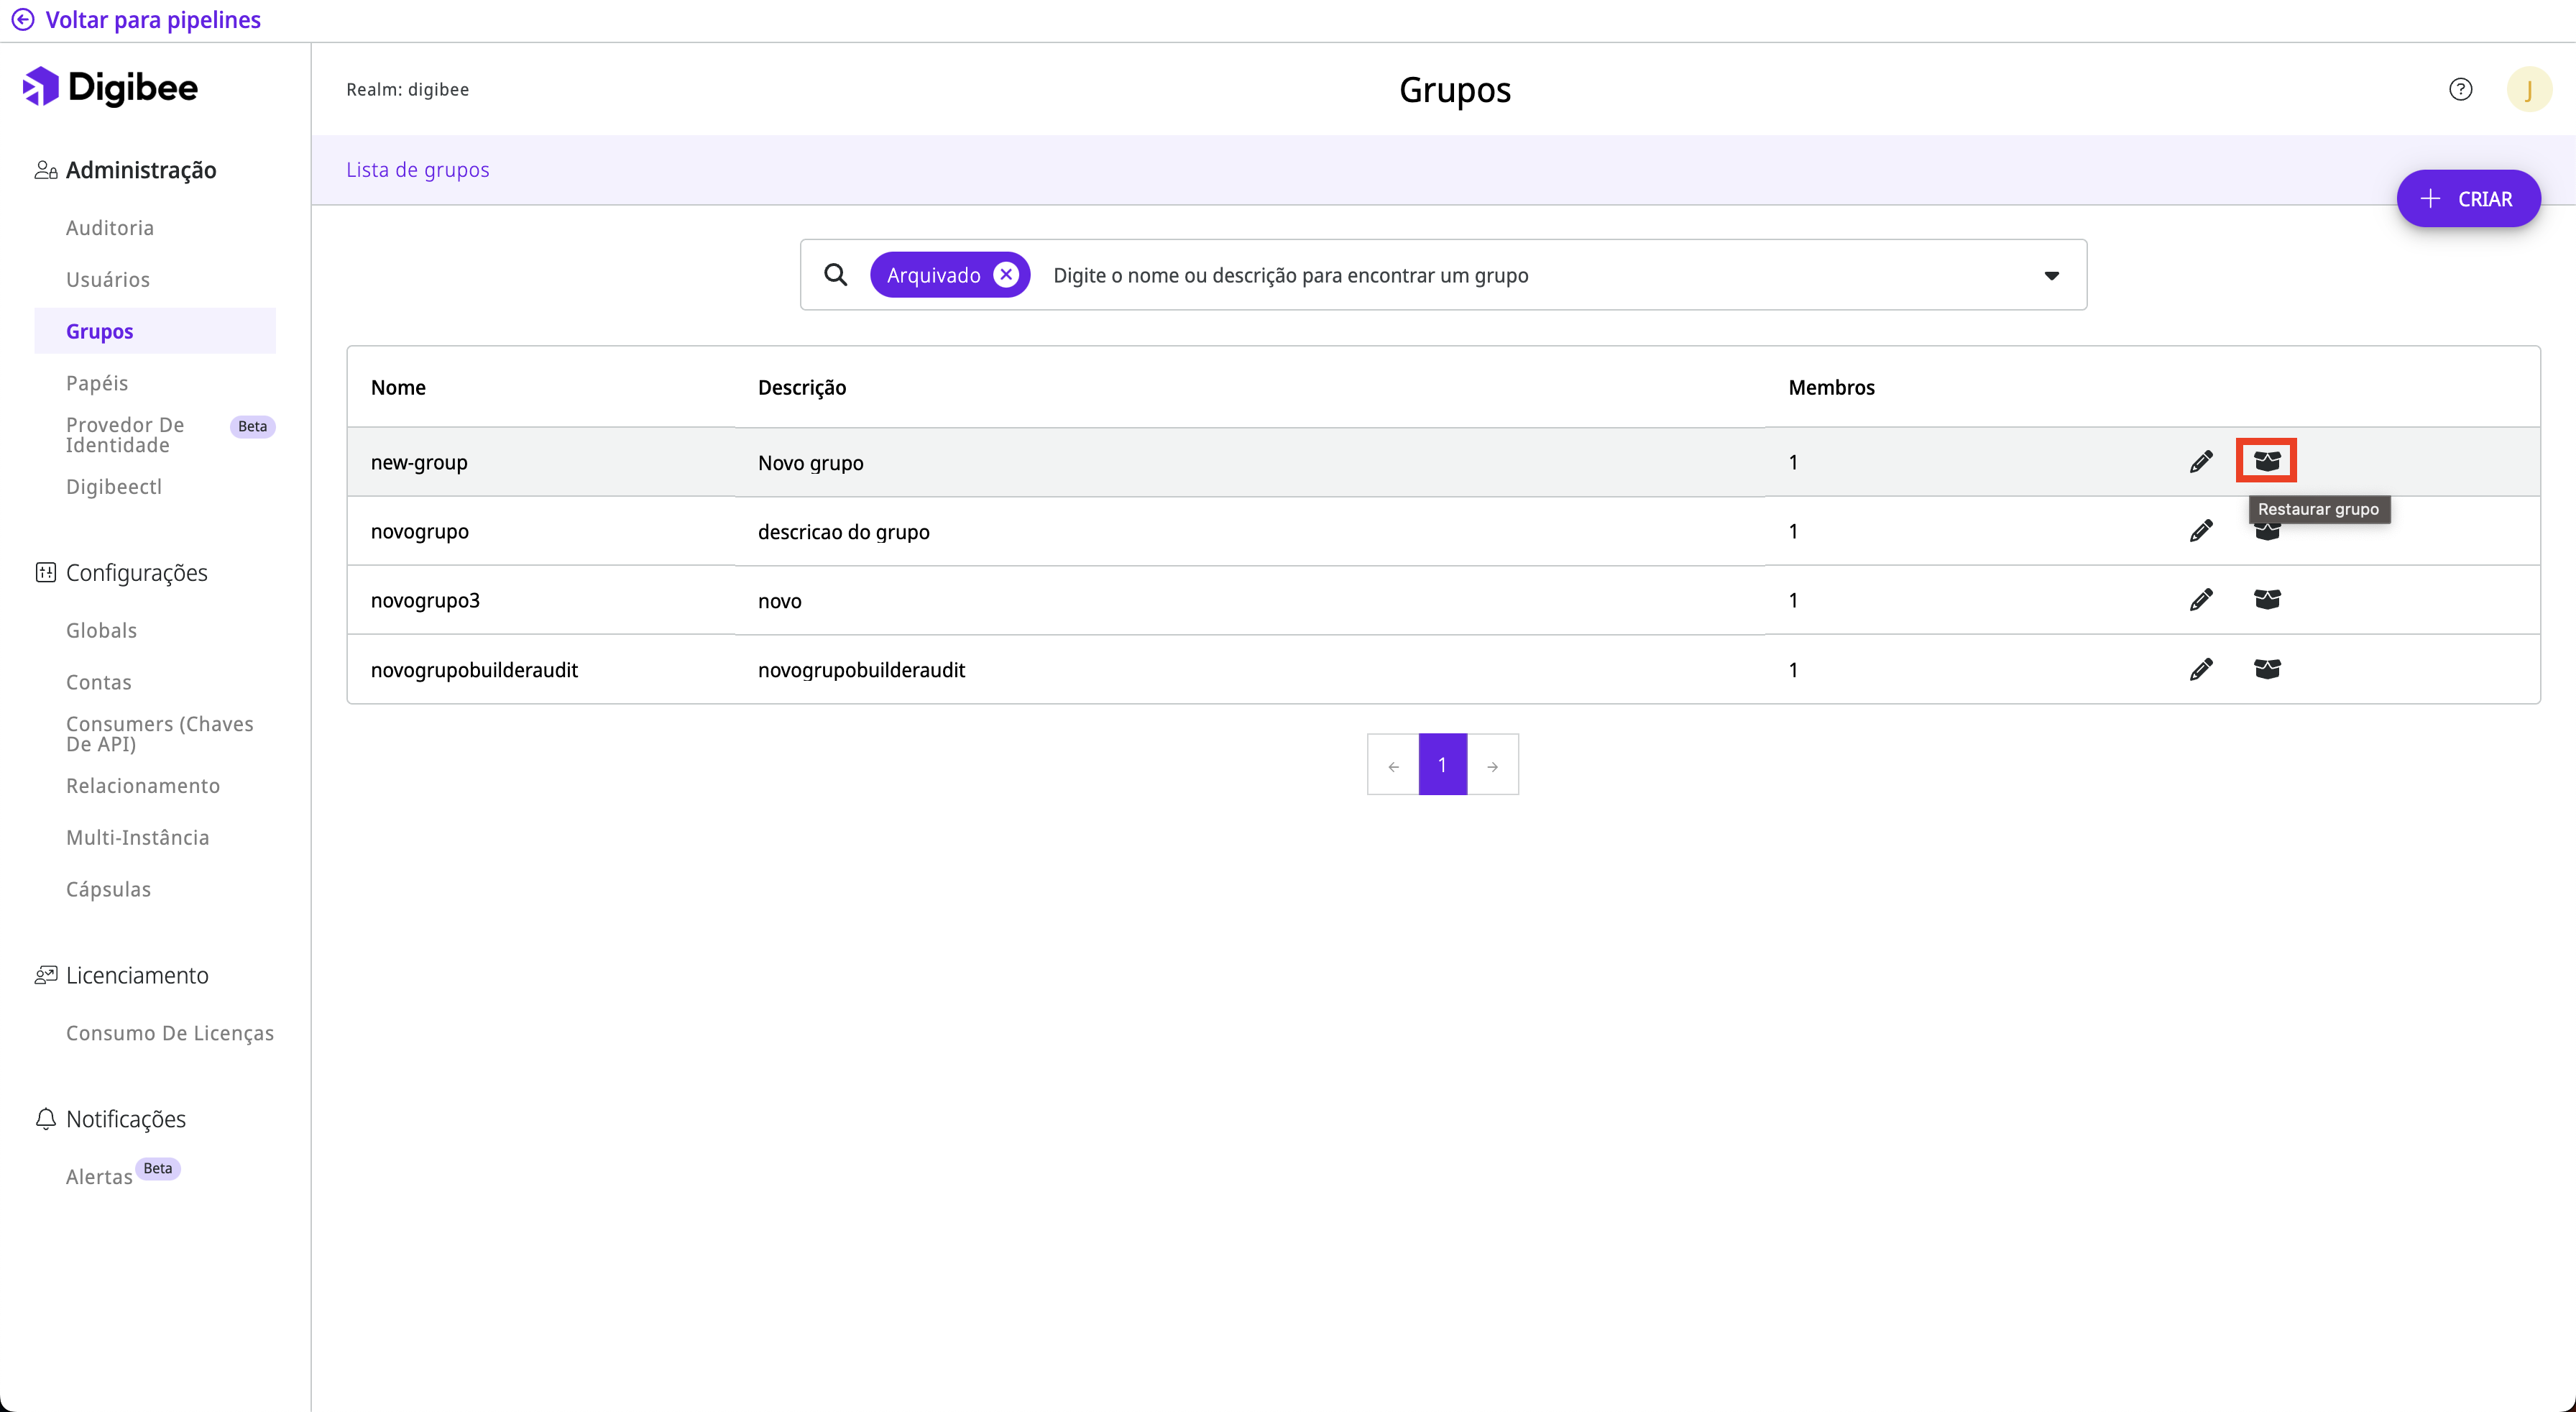 Voltar para pipelines
Digibee
Administração
Auditoria
Usuários
Grupos
Papéis
Provedor De
Identidade
Beta
Digibeectl
Configurações
Globals
Contas
Consumers (Chaves
De API)
Relacionamento
Multi-Instância
Cápsulas
Licenciamento
Consumo De Licenças
Notificações
Alertas Beta
Realm: digibee
Grupos
?
J
Lista de grupos
CRIAR
Arquivado Digite o nome ou descrição para encontrar um grupo
Nome Descrição Membros
new-group Novo grupo 1
Restaurar grupo
novogrupo descricao do grupo 1
novogrupo3 novo 1
novogrupobuilderaudit novogrupobuilderaudit 1
← 1 →